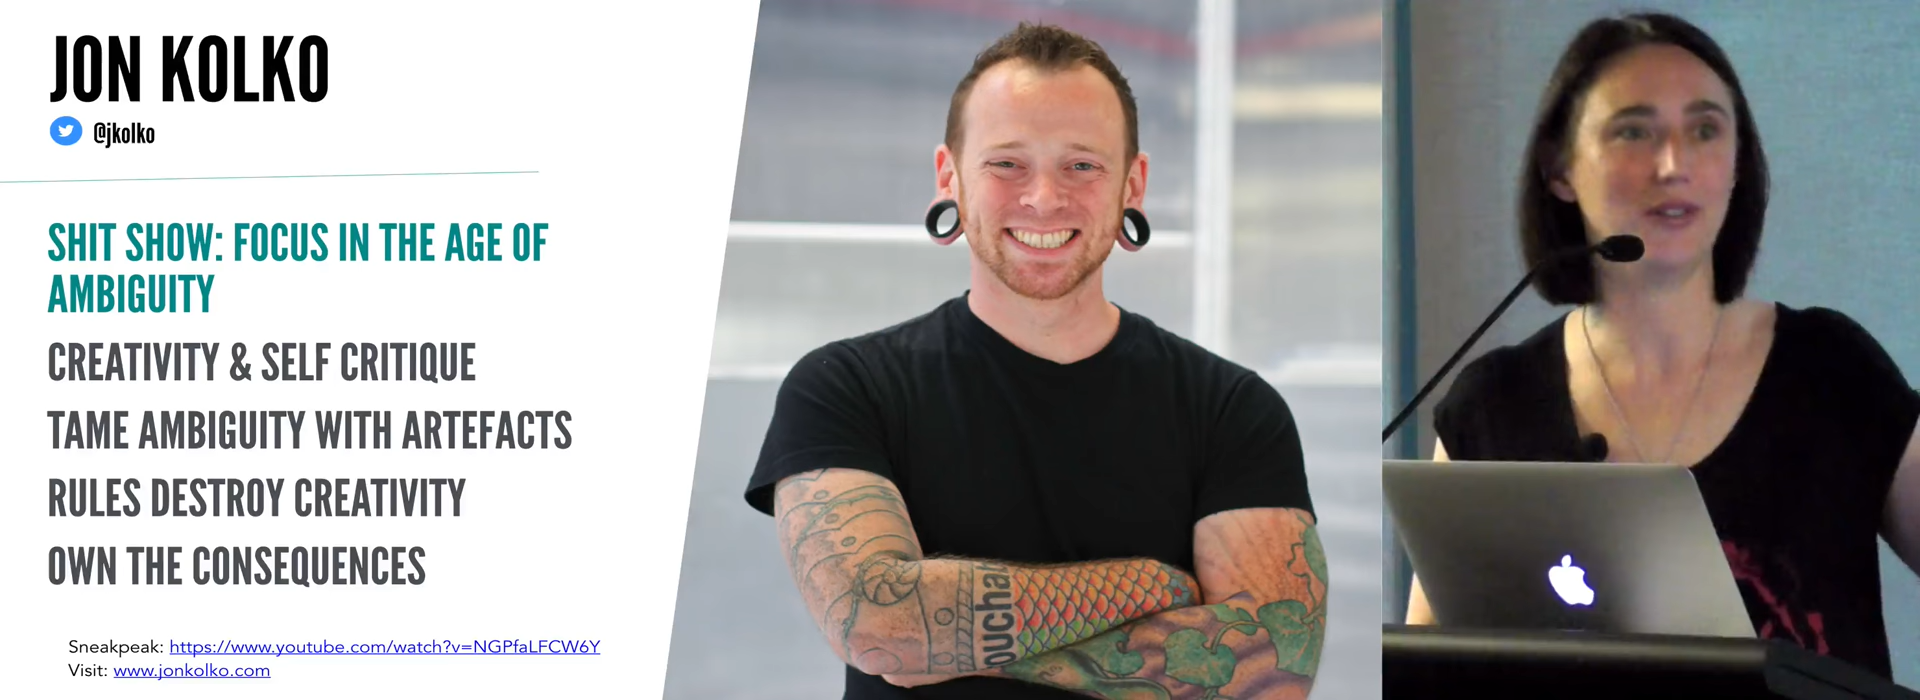 JON KOLKO
@jkolko
SHIT SHOW: FOCUS IN THE AGE OF
AMBIGUITY
CREATIVITY & SELF CRITIQUE
TAME AMBIGUITY WITH ARTEFACTS
RULES DESTROY CREATIVITY
OWN THE CONSEQUENCES
Sneakpeak: https://www.youtube.com/watch?v=NGPfaLFCW6Y
Visit: www.jonkolko.com